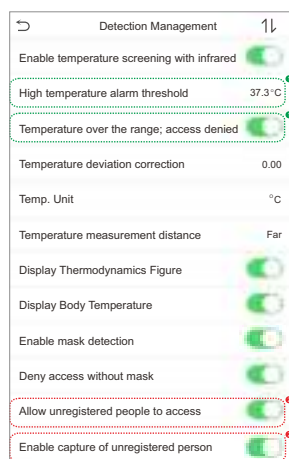 Detection Management
Enable temperature screening with infrared
High temperature alarm threshold 37.3°C
Temperature over the range; access denied
Temperature deviation correction 0.00
Temp. Unit °C
Temperature measurement distance Far
Display Thermodynamics Figure
Display Body Temperature
Enable mask detection
Deny access without mask
Allow unregistered people to access
Enable capture of unregistered person